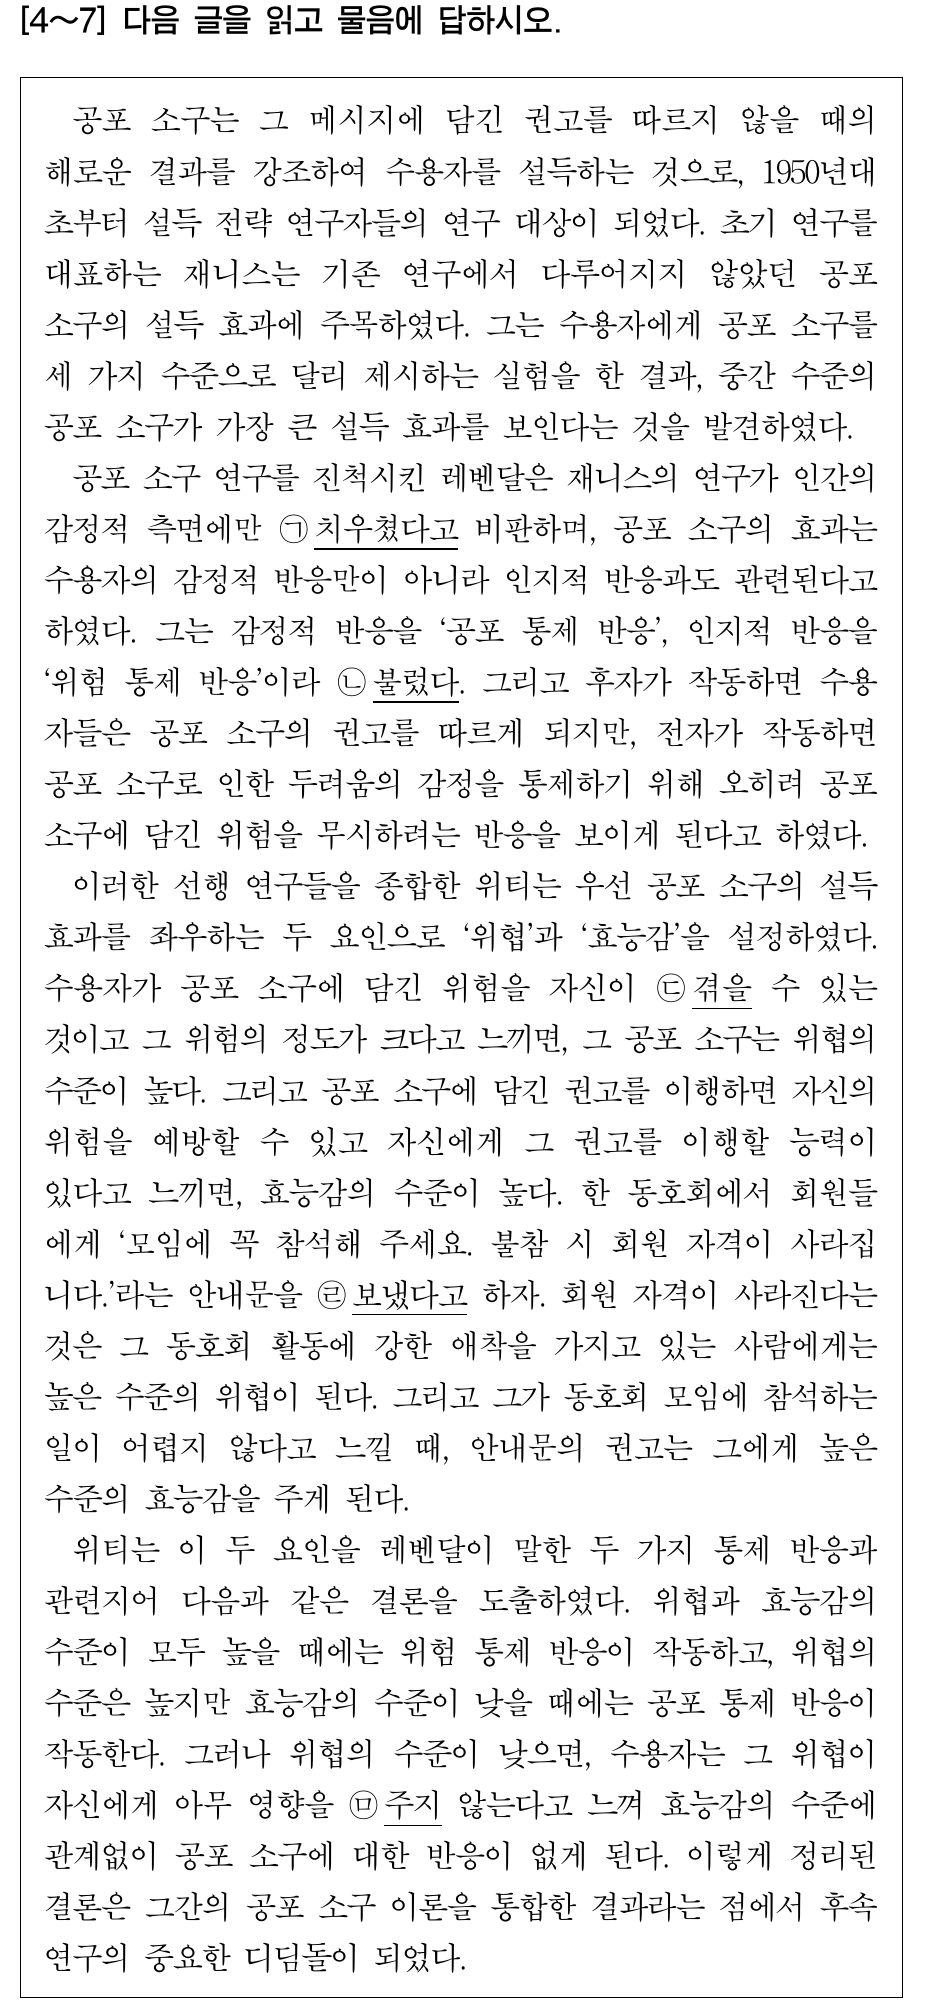 [4～7] 다음 글을 읽고 물음에 답하시오.
공포 소구는 그 메시지에 담긴 권고를 따르지 않을 때의
해로운 결과를 강조하여 수용자를 설득하는 것으로, 1950년대
초부터 설득 전략 연구자들의 연구 대상이 되었다. 초기 연구를
대표하는 재니스는 기존 연구에서 다루어지지 않았던 공포
소구의 설득 효과에 주목하였다. 그는 수용자에게 공포 소구를
세 가지 수준으로 달리 제시하는 실험을 한 결과, 중간 수준의
공포 소구가 가장 큰 설득 효과를 보인다는 것을 발견하였다.
공포 소구 연구를 진척시킨 레벤달은 재니스의 연구가 인간의
감정적 측면에만 ㉠치우쳤다고 비판하며, 공포 소구의 효과는
수용자의 감정적 반응만이 아니라 인지적 반응과도 관련된다고
하였다. 그는 감정적 반응을 ‘공포 통제 반응’, 인지적 반응을
‘위험 통제 반응’이라 ㉡불렀다. 그리고 후자가 작동하면 수용
자들은 공포 소구의 권고를 따르게 되지만, 전자가 작동하면
공포 소구로 인한 두려움의 감정을 통제하기 위해 오히려 공포
소구에 담긴 위험을 무시하려는 반응을 보이게 된다고 하였다.
이러한 선행 연구들을 종합한 위티는 우선 공포 소구의 설득
효과를 좌우하는 두 요인으로 ‘위협’과 ‘효능감’을 설정하였다.
수용자가 공포 소구에 담긴 위험을 자신이 ㉢겪을 수 있는
것이고 그 위험의 정도가 크다고 느끼면, 그 공포 소구는 위협의
수준이 높다. 그리고 공포 소구에 담긴 권고를 이행하면 자신의
위험을 예방할 수 있고 자신에게 그 권고를 이행할 능력이
있다고 느끼면, 효능감의 수준이 높다. 한 동호회에서 회원들
에게 ‘모임에 꼭 참석해 주세요. 불참 시 회원 자격이 사라집
니다.’라는 안내문을 ㉣보냈다고 하자. 회원 자격이 사라진다는
것은 그 동호회 활동에 강한 애착을 가지고 있는 사람에게는
높은 수준의 위협이 된다. 그리고 그가 동호회 모임에 참석하는
일이 어렵지 않다고 느낄 때, 안내문의 권고는 그에게 높은
수준의 효능감을 주게 된다.
위티는 이 두 요인을 레벤달이 말한 두 가지 통제 반응과
관련지어 다음과 같은 결론을 도출하였다. 위협과 효능감의
수준이 모두 높을 때에는 위험 통제 반응이 작동하고, 위협의
수준은 높지만 효능감의 수준이 낮을 때에는 공포 통제 반응이
작동한다. 그러나 위협의 수준이 낮으면, 수용자는 그 위협이
자신에게 아무 영향을 ㉤주지 않는다고 느껴 효능감의 수준에
관계없이 공포 소구에 대한 반응이 없게 된다. 이렇게 정리된
결론은 그간의 공포 소구 이론을 통합한 결과라는 점에서 후속
연구의 중요한 디딤돌이 되었다.